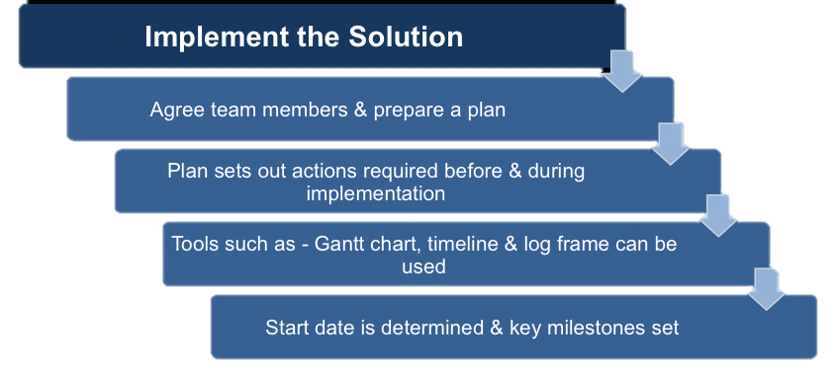 Implement the Solution
Agree team members & prepare a plan
Plan sets out actions required before & during
implementation
Tools such as - Gantt chart, timeline & log frame can be
used
Start date is determined & key milestones set